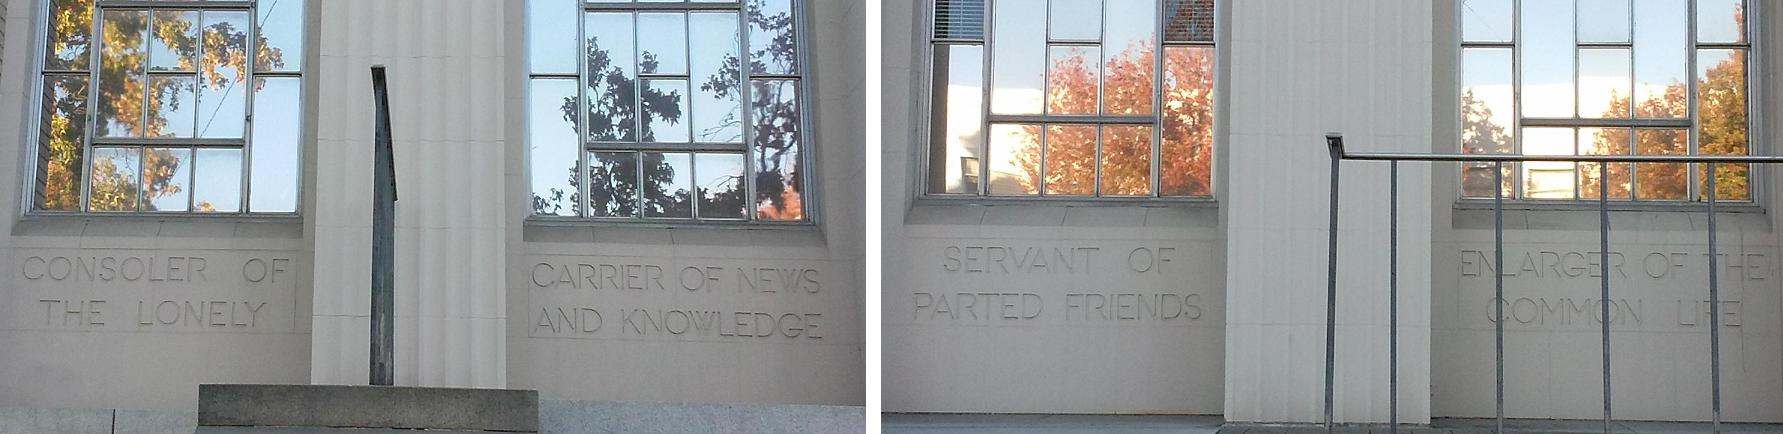 CONSOLER OF
THE LONELY
CARRIER OF NEWS
AND KNOWLEDGE
SERVANT OF
PARTED FRIENDS
ENLARGER OF THE
COMMON LIFE